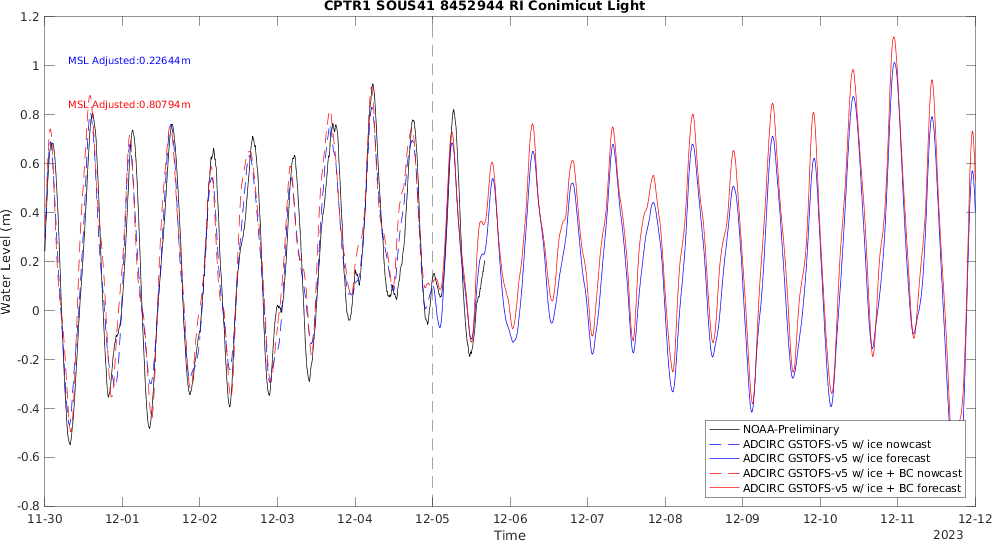 CPTR1 SOUS41 8452944 RI Conimicut Light
1.2
1
0.8
0.6
0.4
0.2
0
-0.2
-0.4
-0.6
-0.8
Water Level (m)
MSL Adjusted:0.22644m
MSL Adjusted:0.80794m
NOAA-Preliminary
ADCIRC GSTOFS-v5 w/ ice nowcast
ADCIRC GSTOFS-v5 w/ ice forecast
ADCIRC GSTOFS-v5 w/ ice + BC nowcast
ADCIRC GSTOFS-v5 w/ ice + BC forecast
11-30 12-01 12-02 12-03 12-04 12-05 12-06 12-07 12-08 12-09 12-10 12-11 12-12
Time
2023